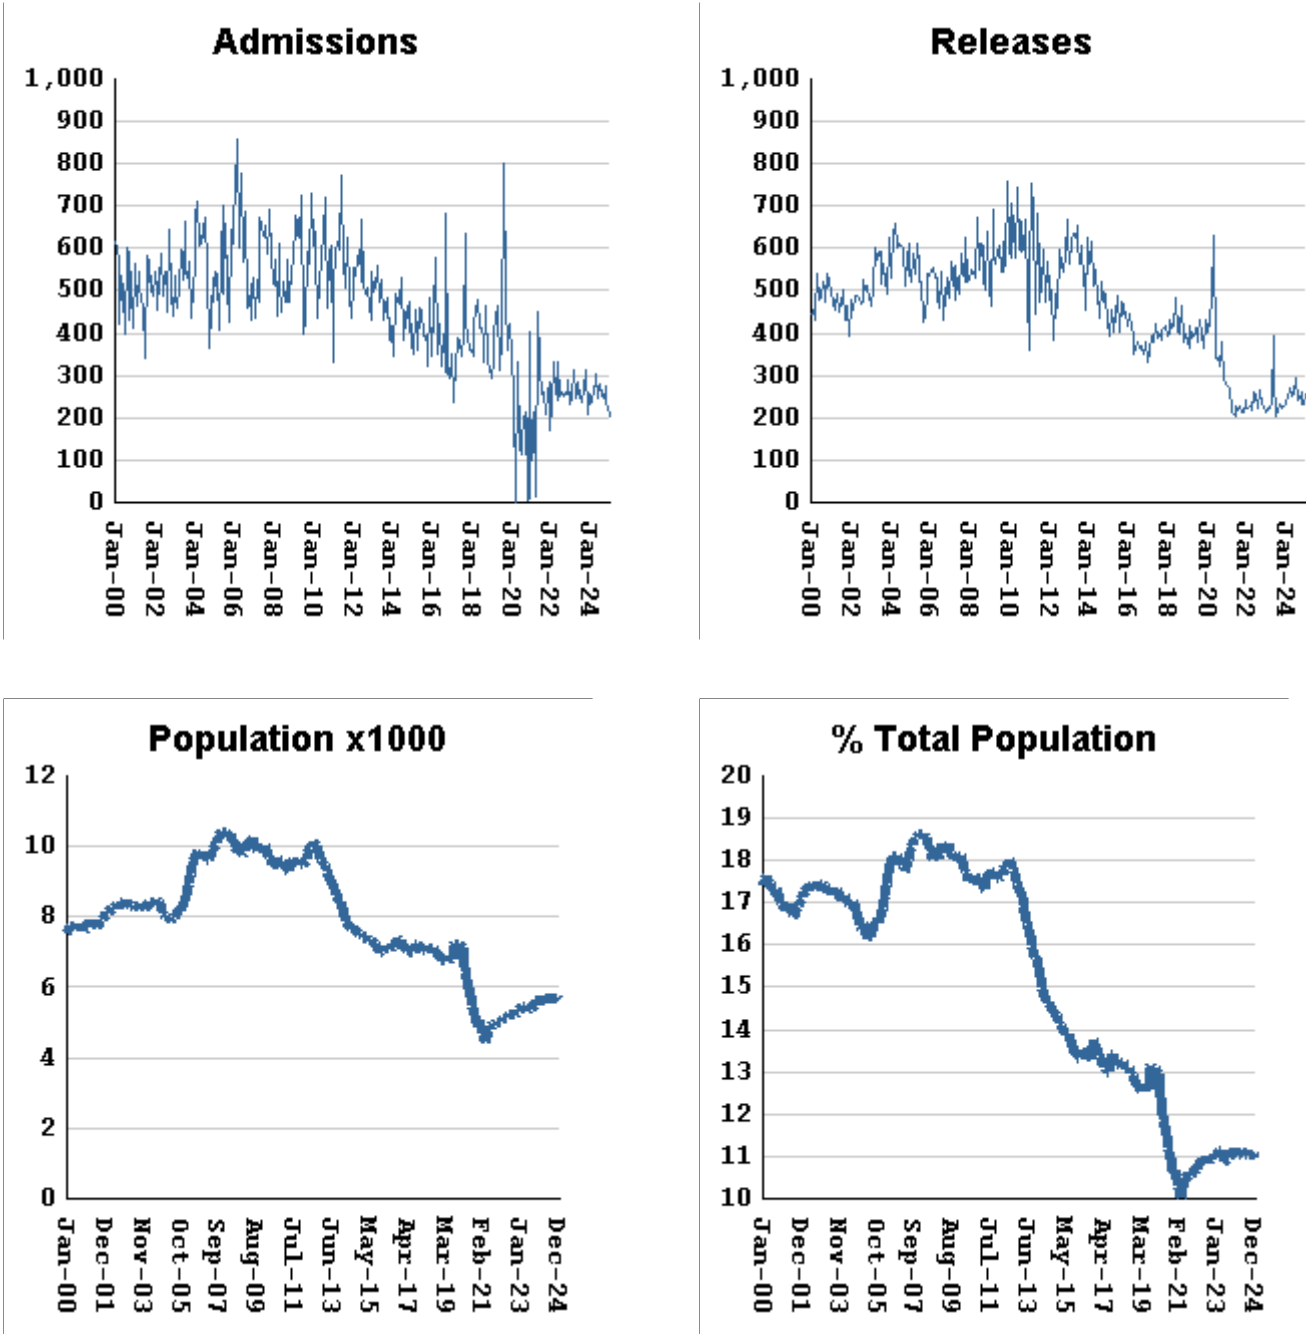 Admissions
1,000
900
800
700
600
500
400
300
200
100
0
Jan-00
Jan-02
Jan-04
Jan-06
Jan-08
Jan-10
Jan-12
Jan-14
Jan-16
Jan-18
Jan-20
Jan-22
Jan-24
Releases
1,000
900
800
700
600
500
400
300
200
100
0
Jan-00
Jan-02
Jan-04
Jan-06
Jan-08
Jan-10
Jan-12
Jan-14
Jan-16
Jan-18
Jan-20
Jan-22
Jan-24
Population x1000
12
10
8
6
4
2
0
Jan-00
Dec-01
Nov-03
Oct-05
Sep-07
Aug-09
Jul-11
Jun-13
May-15
Apr-17
Mar-19
Feb-21
Jan-23
Dec-24
% Total Population
20
19
18
17
16
15
14
13
12
11
10
Jan-00
Dec-01
Nov-03
Oct-05
Sep-07
Aug-09
Jul-11
Jun-13
May-15
Apr-17
Mar-19
Feb-21
Jan-23
Dec-24